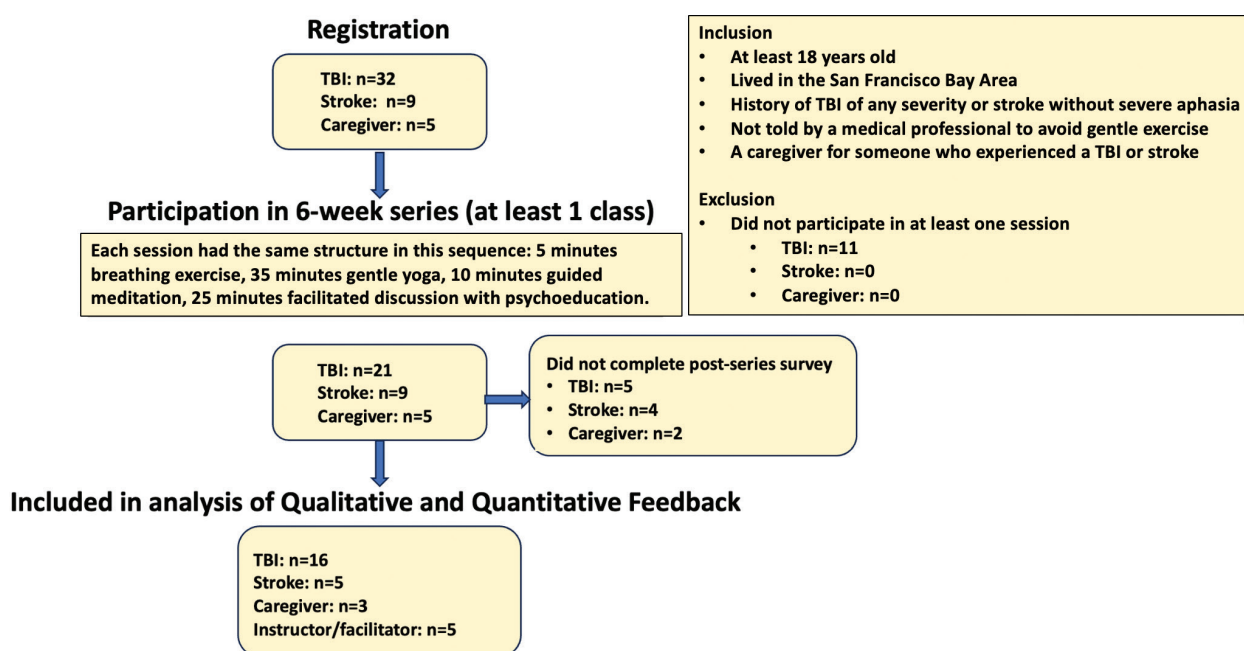 Registration
TBI: n=32
Stroke: n=9
Caregiver: n=5
Inclusion
• At least 18 years old
• Lived in the San Francisco Bay Area
• History of TBI of any severity or stroke without severe aphasia
• Not told by a medical professional to avoid gentle exercise
• A caregiver for someone who experienced a TBI or stroke
Exclusion
• Did not participate in at least one session
• TBI: n=11
• Stroke: n=0
• Caregiver: n=0
Participation in 6-week series (at least 1 class)
Each session had the same structure in this sequence: 5 minutes
breathing exercise, 35 minutes gentle yoga, 10 minutes guided
meditation, 25 minutes facilitated discussion with psychoeducation.
TBI: n=21
Stroke: n=9
Caregiver: n=5
Did not complete post-series survey
• TBI: n=5
• Stroke: n=4
• Caregiver: n=2
Included in analysis of Qualitative and Quantitative Feedback
TBI: n=16
Stroke: n=5
Caregiver: n=3
Instructor/facilitator: n=5